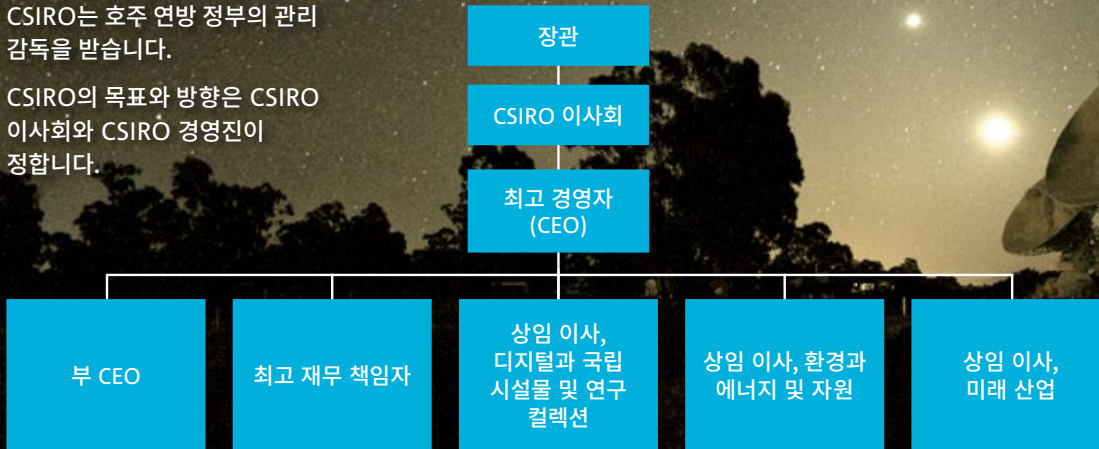 CSIRO는 호주 연방 정부의 관리
감독을 받습니다.
CSIRO의 목표와 방향은 CSIRO
이사회와 CSIRO 경영진이
정합니다.
장관
CSIRO 이사회
최고 경영자
(CEO)
부 CEO
최고 재무 책임자
상임 이사,
디지털과 국립
시설물 및 연구
컬렉션
상임 이사, 환경과
에너지 및 자원
상임 이사,
미래 산업